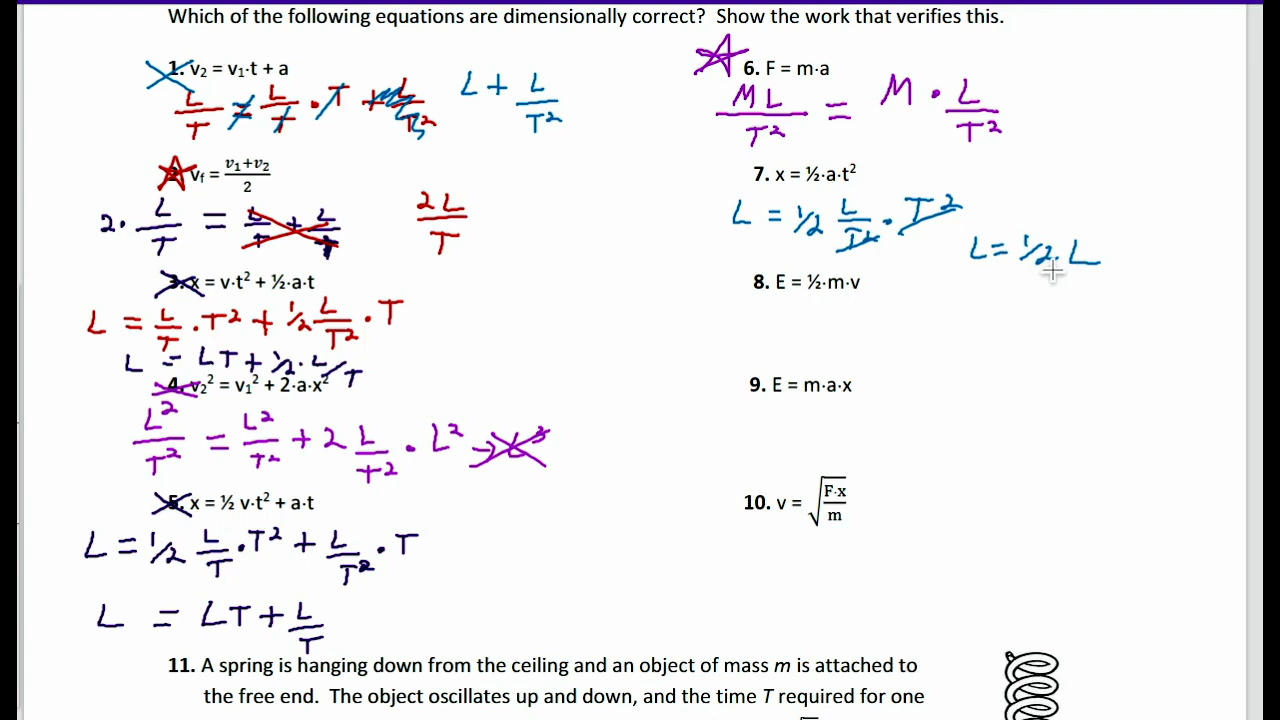 Which of the following equations are dimensionally correct? Show the work that verifies this.
1. v₂ = v₁·t + a
L/T = L/T · T + L/T² L + L/T²
v_f = (v₁+v₂)/2
2 · L/T = L/T + L/T 2L/T
3. x = v·t² + ½·a·t
L = L/T · T² + ½ L/T² · T
L = LT + ½ · L/T
4. v₂² = v₁² + 2·a·x²
L²/T² = L²/T² + 2 L/T² · L² → L³
5. x = ½ v·t² + a·t
L = ½ L/T · T² + L/T² · T
L = LT + L/T
6. F = m·a
ML/T² = M · L/T²
7. x = ½·a·t²
L = ½ L/T² · T²
L = ½ · L
8. E = ½·m·v
9. E = m·a·x
10. v = √(F·x/m)
11. A spring is hanging down from the ceiling and an object of mass m is attached to
the free end. The object oscillates up and down, and the time T required for one